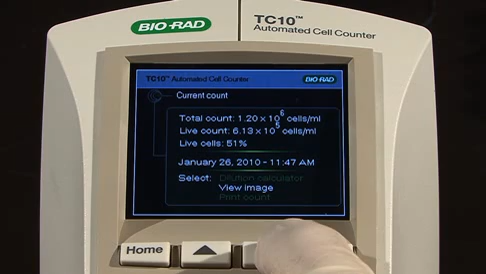 BIO-RAD
TC10™
Automated Cell Counter
TC10™ Automated Cell Counter
BIO-RAD
Current count
Total count: 1.20 x 10⁶ cells/ml
Live count: 6.13 x 10⁵ cells/ml
Live cells: 51%
January 26, 2010 - 11:47 AM
Select: Dilution calculator
View image
Print count
Home